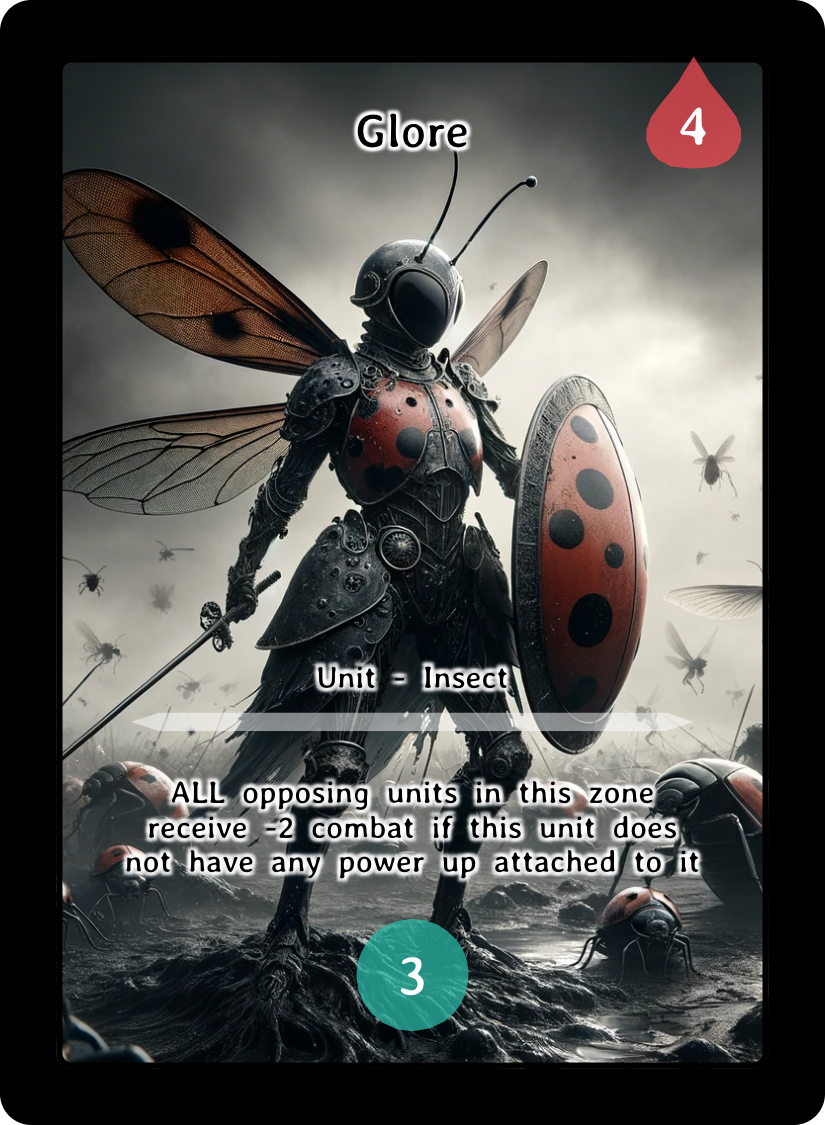 Glore
4
Unit - Insect
ALL opposing units in this zone
receive -2 combat if this unit does
not have any power up attached to it
3